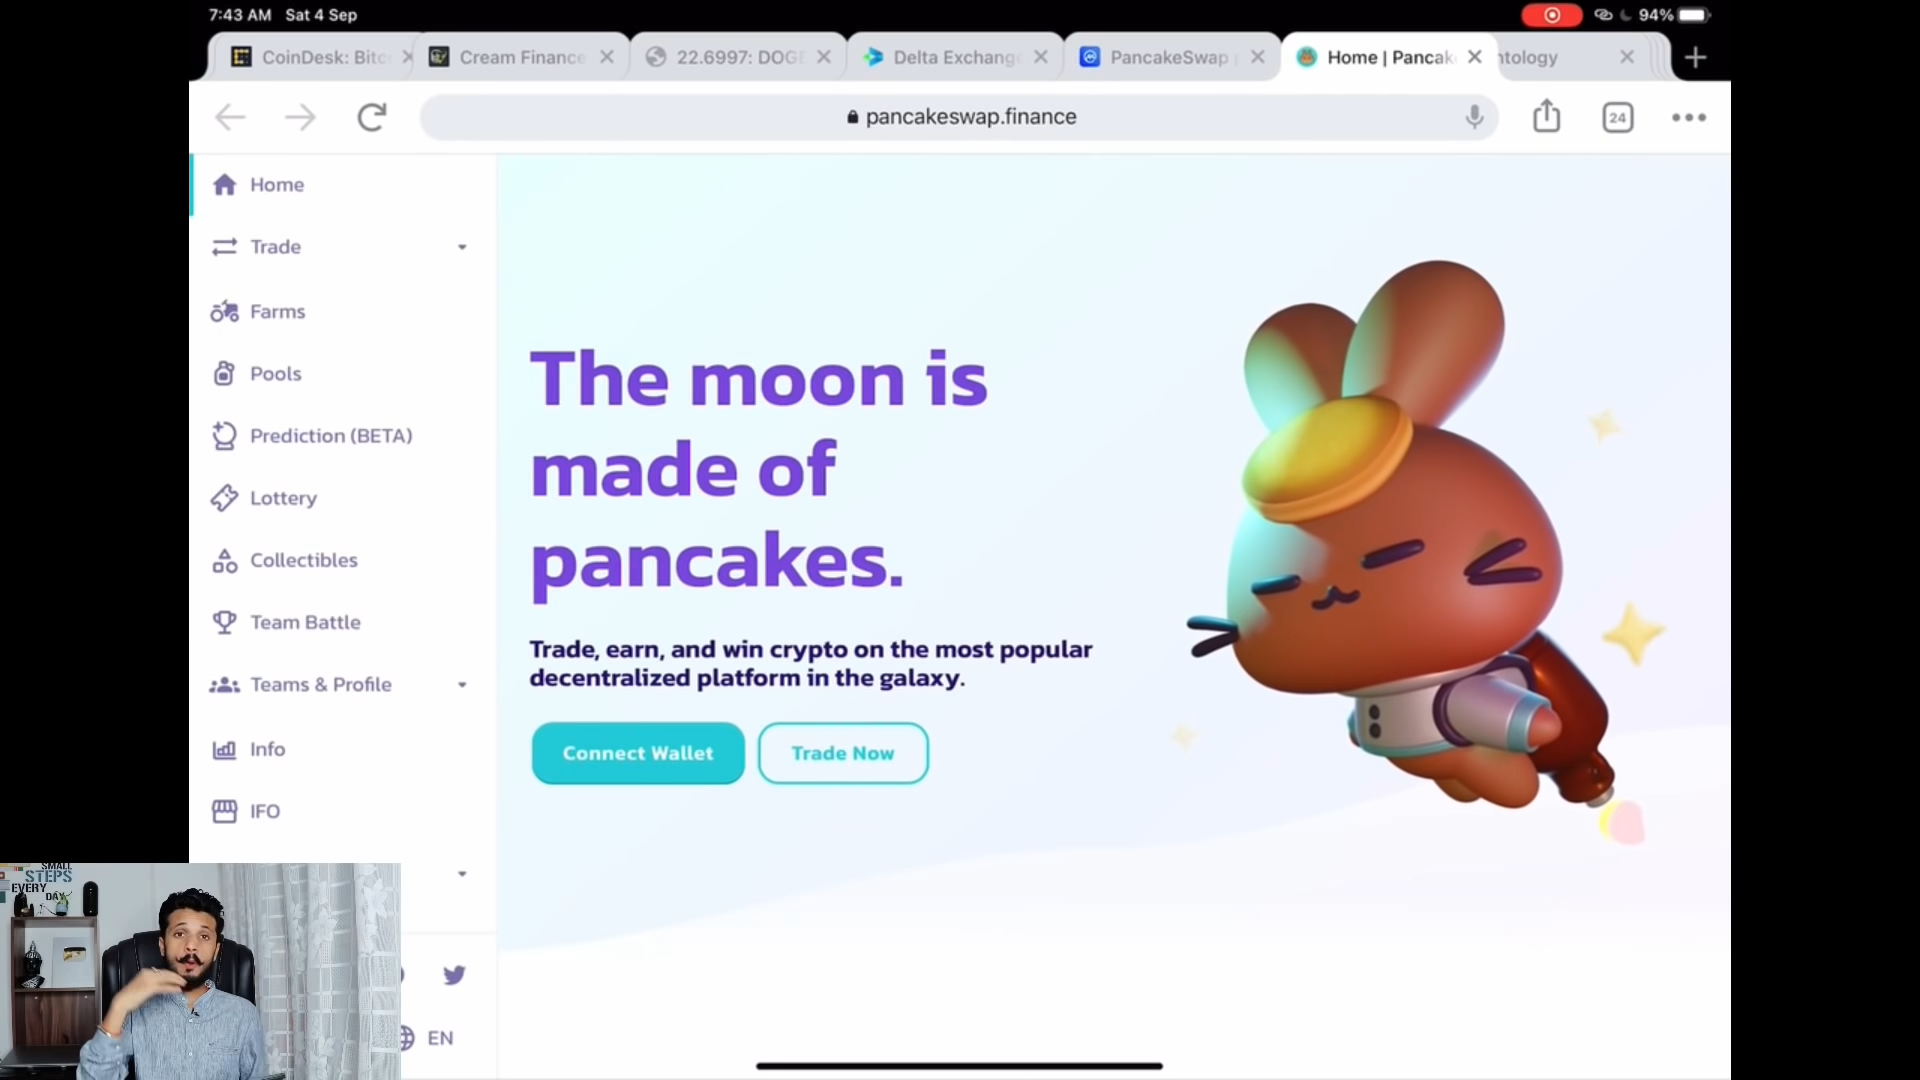 7:43 AM Sat 4 Sep
94%
CoinDesk: Bitc
Cream Finance
22.6997: DOGE
Delta Exchang
PancakeSwap
Home | Pancak
ntology
pancakeswap.finance
24
Home
Trade
Farms
Pools
Prediction (BETA)
Lottery
Collectibles
Team Battle
Teams & Profile
Info
IFO
EN
The moon is
made of
pancakes.
Trade, earn, and win crypto on the most popular
decentralized platform in the galaxy.
Connect Wallet
Trade Now
SMALL
STEPS
EVERY
DAY